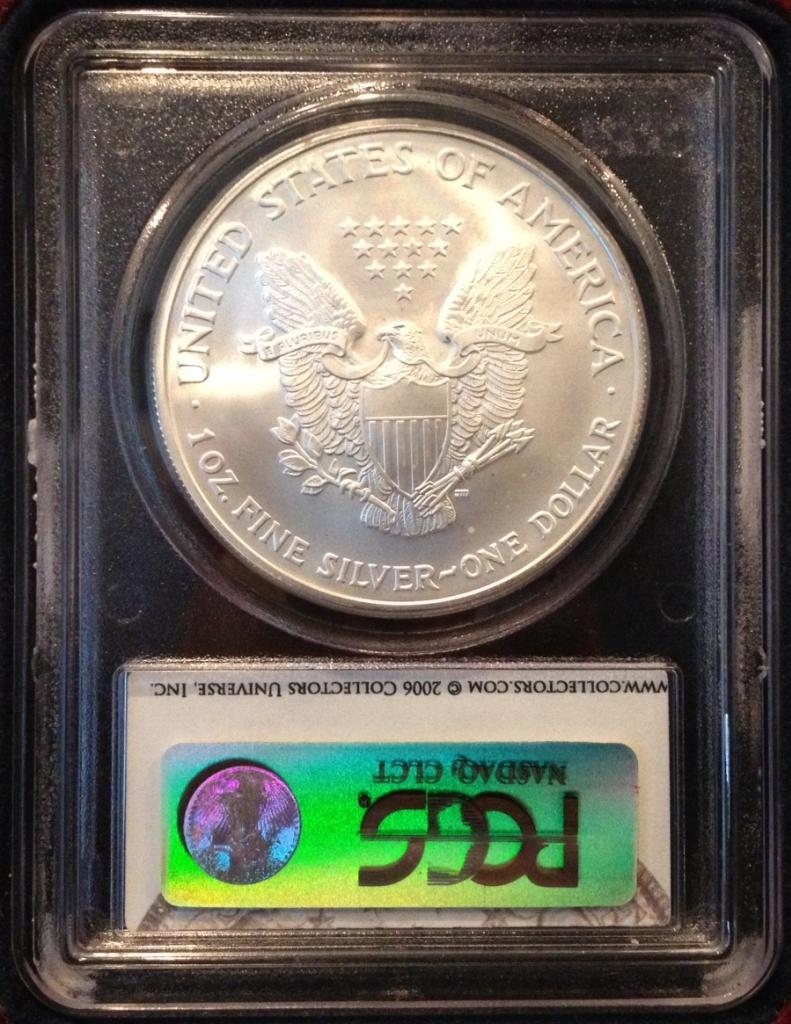 UNITED STATES OF AMERICA
E PLURIBUS UNUM
1 OZ. FINE SILVER~ONE DOLLAR
WWW.COLLECTORS.COM © 2006 COLLECTORS UNIVERSE, INC.
NASDAQ, CLCT
PCGS